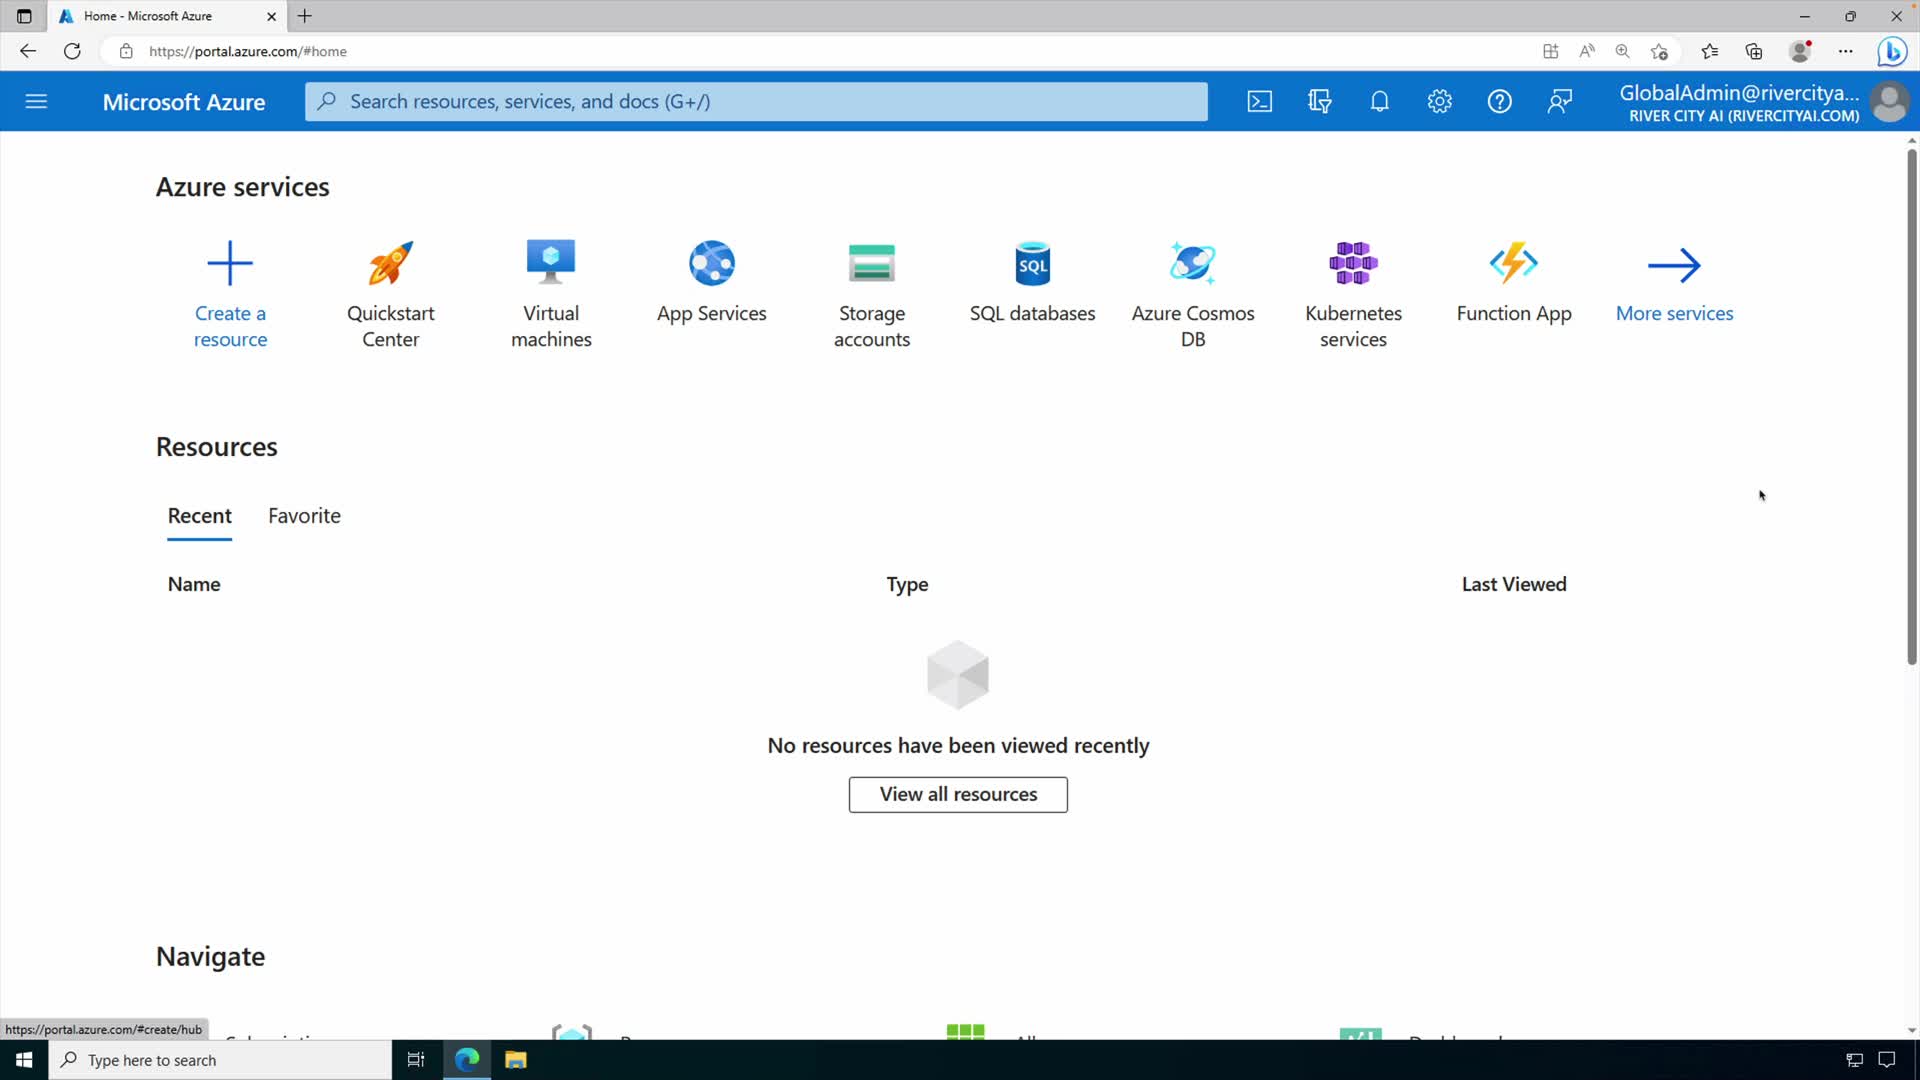 Home - Microsoft Azure
https://portal.azure.com/#home
Microsoft Azure
Search resources, services, and docs (G+/)
GlobalAdmin@rivercitya...
RIVER CITY AI (RIVERCITYAI.COM)
Azure services
Create a
resource
Quickstart
Center
Virtual
machines
App Services
Storage
accounts
SQL
SQL databases
Azure Cosmos
DB
Kubernetes
services
Function App
More services
Resources
Recent
Favorite
Name
Type
Last Viewed
No resources have been viewed recently
View all resources
Navigate
https://portal.azure.com/#create/hub
Type here to search